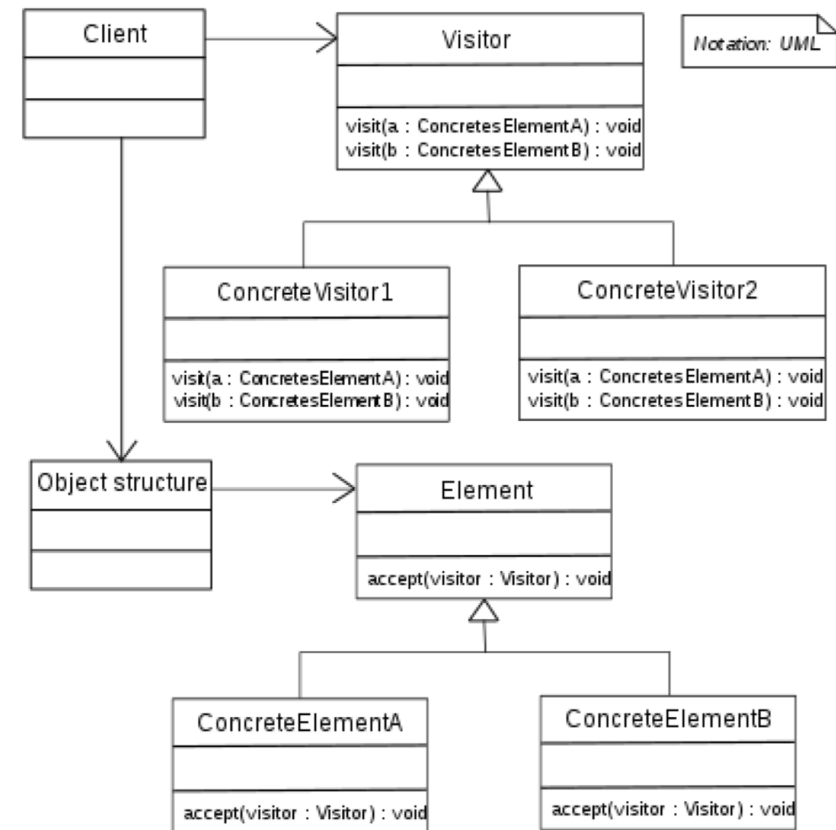 Client
Visitor
Notation: UML
visit(a : ConcretesElementA) : void
visit(b : ConcretesElementB) : void
ConcreteVisitor1
ConcreteVisitor2
visit(a : ConcretesElementA) : void
visit(b : ConcretesElementB) : void
visit(a : ConcretesElementA) : void
visit(b : ConcretesElementB) : void
Object structure
Element
accept(visitor : Visitor) : void
ConcreteElementA
ConcreteElementB
accept(visitor : Visitor) : void
accept(visitor : Visitor) : void